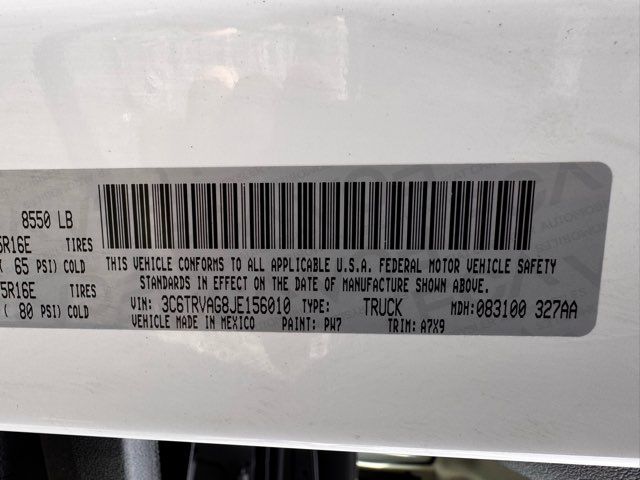 8550 LB
5R16E TIRES
( 65 PSI) COLD
5R16E TIRES
( 80 PSI) COLD
THIS VEHICLE CONFORMS TO ALL APPLICABLE U.S.A. FEDERAL MOTOR VEHICLE SAFETY
STANDARDS IN EFFECT ON THE DATE OF MANUFACTURE SHOWN ABOVE.
VIN: 3C6TRVAG8JE156010 TYPE: TRUCK MDH: 083100 327AA
VEHICLE MADE IN MEXICO PAINT: PW7 TRIM: A7X9